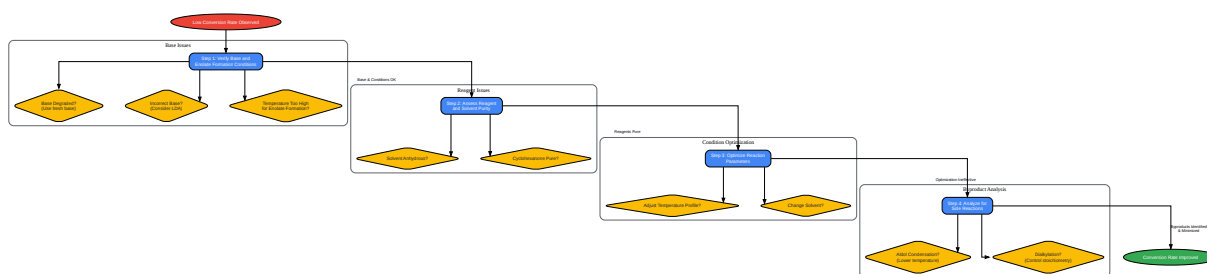 Low Conversion Rate Observed
Base Issues
Step 1: Verify Base and
Enolate Formation Conditions
Base Degraded?
(Use fresh base)
Incorrect Base?
(Consider LDA)
Temperature Too High
for Enolate Formation?
Base & Conditions OK
Reagent Issues
Step 2: Assess Reagent
and Solvent Purity
Solvent Anhydrous?
Cyclohexanone Pure?
Reagents Pure
Condition Optimization
Step 3: Optimize Reaction
Parameters
Adjust Temperature Profile?
Change Solvent?
Optimization Ineffective
Byproduct Analysis
Step 4: Analyze for
Side Reactions
Aldol Condensation?
(Lower temperature)
Dialkylation?
(Control stoichiometry)
Byproducts Identified
& Minimized
Conversion Rate Improved